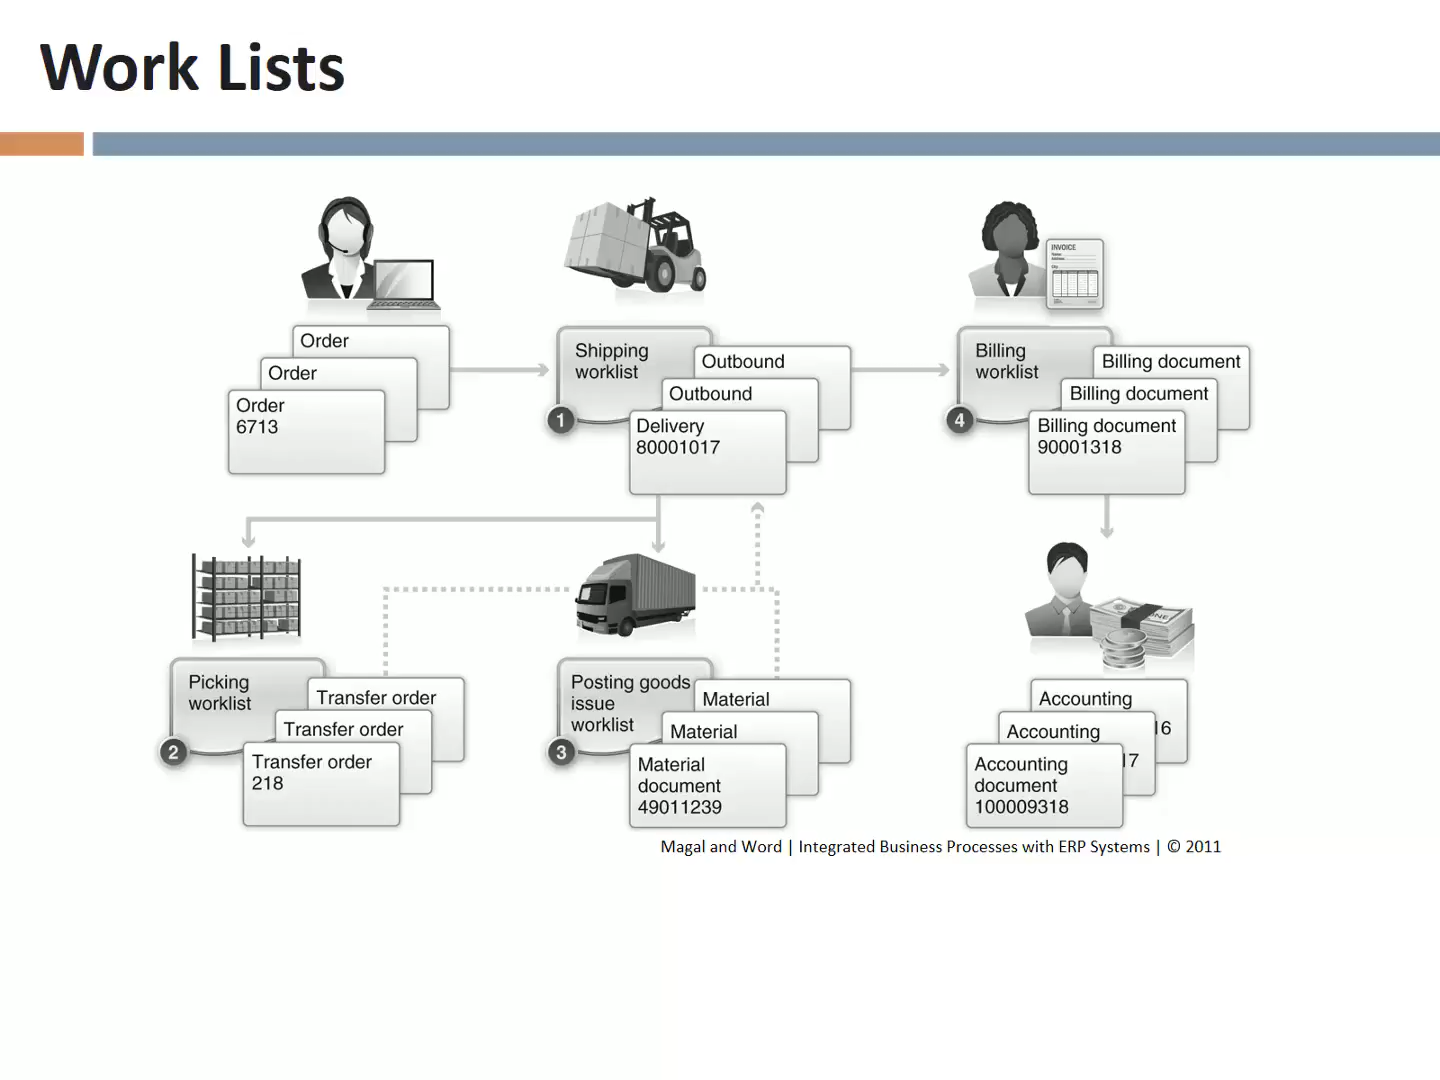 Work Lists
INVOICE
Order
Order
Order
6713
Shipping
worklist
Outbound
Outbound
Delivery
80001017
1
Billing
worklist
Billing document
Billing document
Billing document
90001318
4
Picking
worklist
Transfer order
Transfer order
Transfer order
218
2
Posting goods
issue
worklist
Material
Material
Material
document
49011239
3
Accounting
16
Accounting
17
Accounting
document
100009318
Magal and Word | Integrated Business Processes with ERP Systems | © 2011